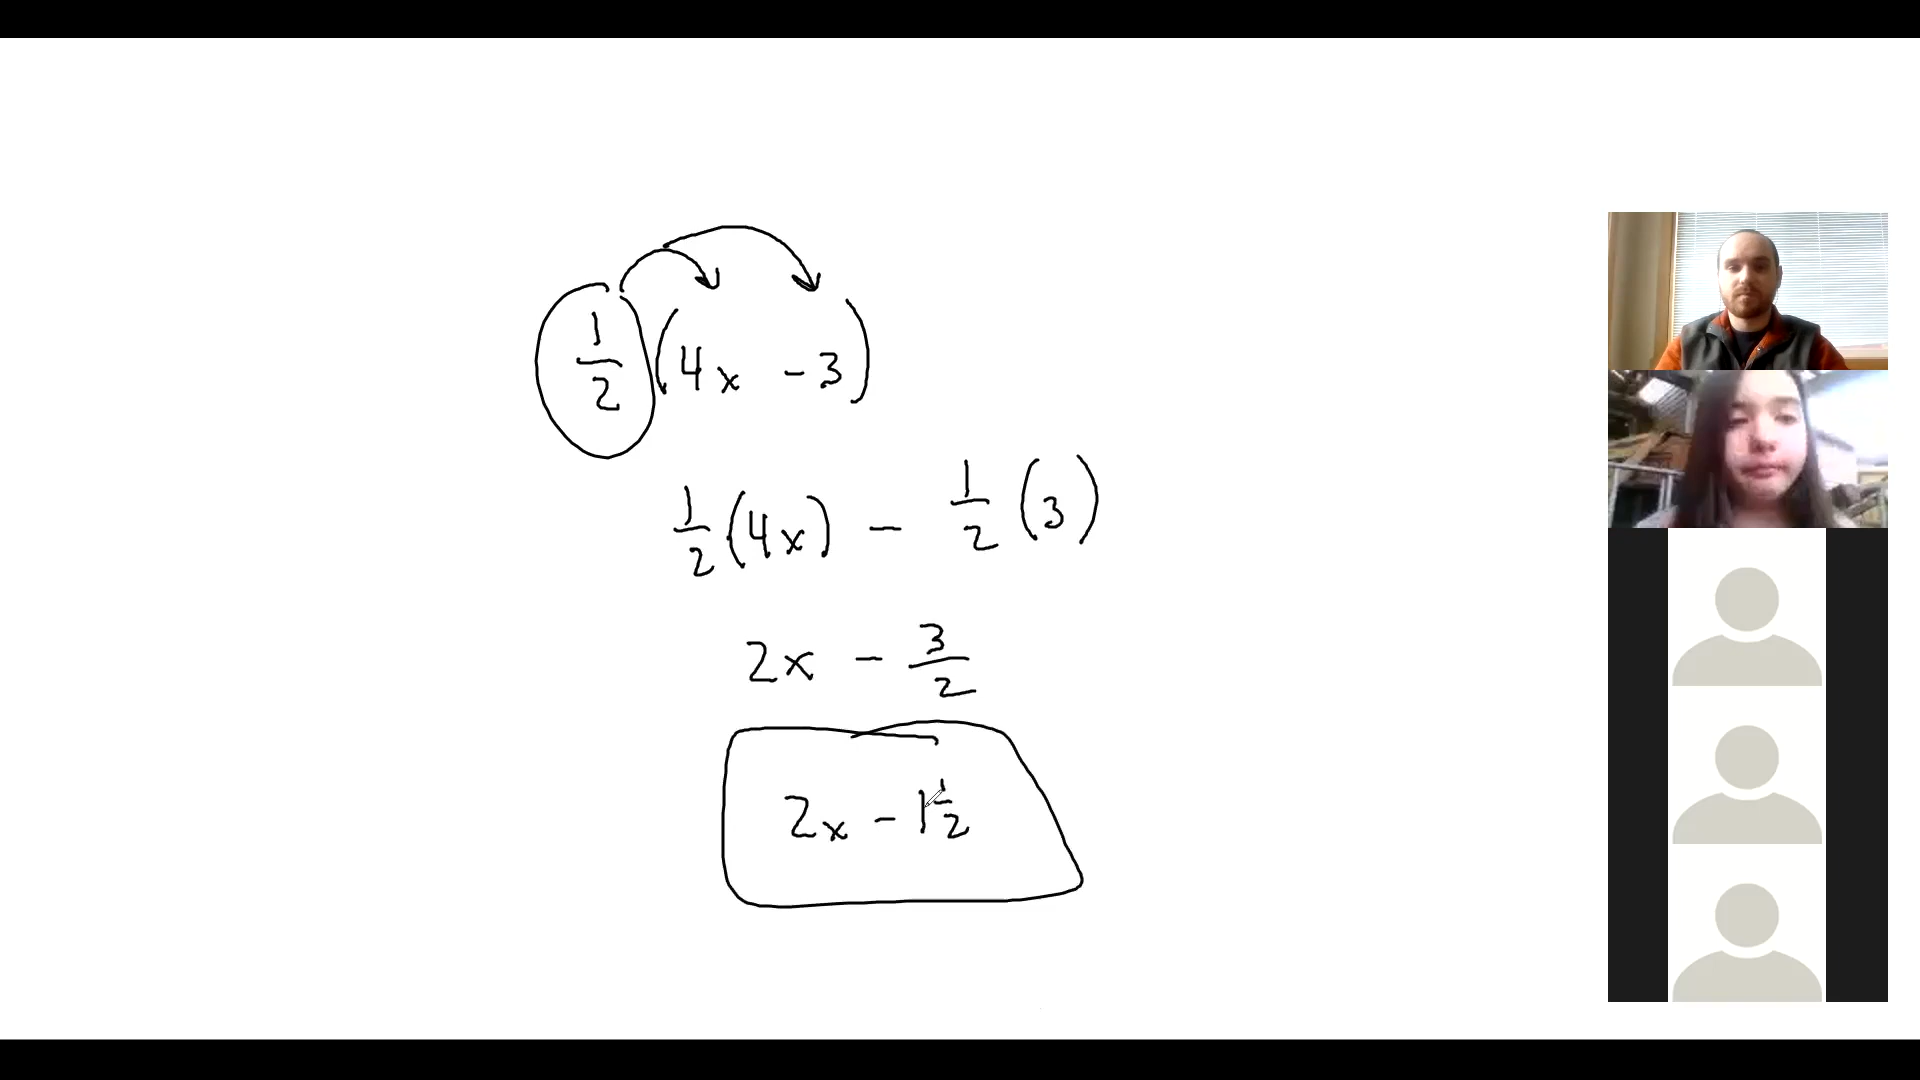 1/2 (4x - 3)
1/2 (4x) - 1/2 (3)
2x - 3/2
2x - 1 1/2